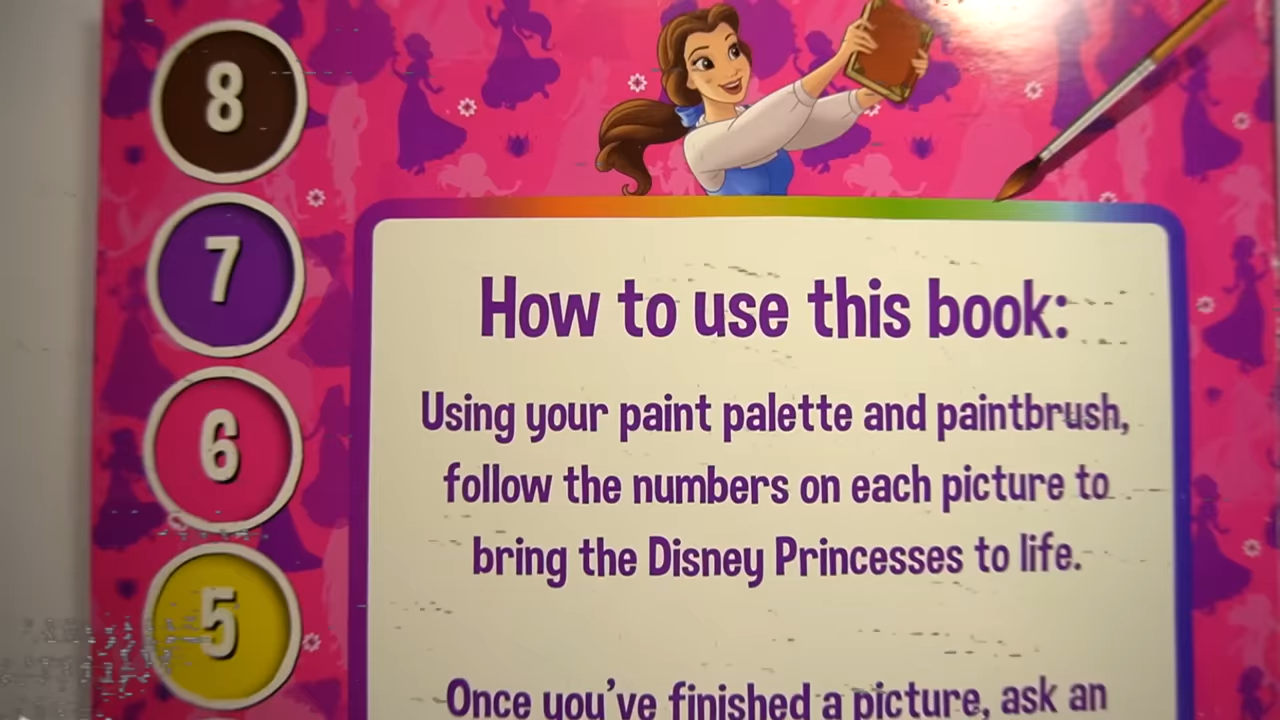 8
7
6
5
How to use this book:
Using your paint palette and paintbrush,
follow the numbers on each picture to
bring the Disney Princesses to life.
Once you've finished a picture, ask an